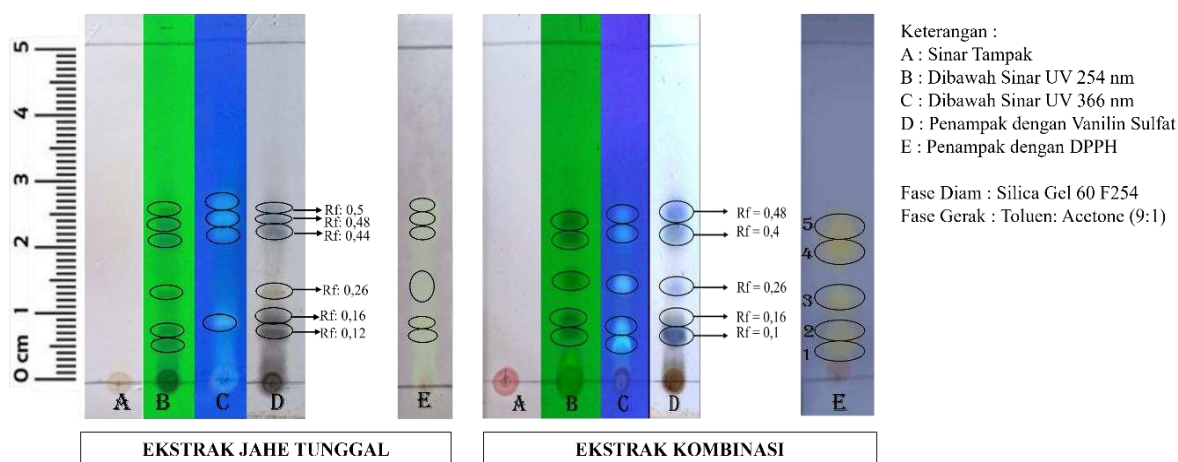 5
4
3
2
1
0 cm
A
B
C
D
Rf: 0,5
Rf: 0,48
Rf: 0,44
Rf: 0,26
Rf: 0,16
Rf: 0,12
E
EKSTRAK JAHE TUNGGAL
A
B
C
D
Rf = 0,48
Rf = 0,4
Rf = 0,26
Rf = 0,16
Rf = 0,1
5
4
3
2
1
E
EKSTRAK KOMBINASI
Keterangan :
A : Sinar Tampak
B : Dibawah Sinar UV 254 nm
C : Dibawah Sinar UV 366 nm
D : Penampak dengan Vanilin Sulfat
E : Penampak dengan DPPH
Fase Diam : Silica Gel 60 F254
Fase Gerak : Toluen: Acetone (9:1)